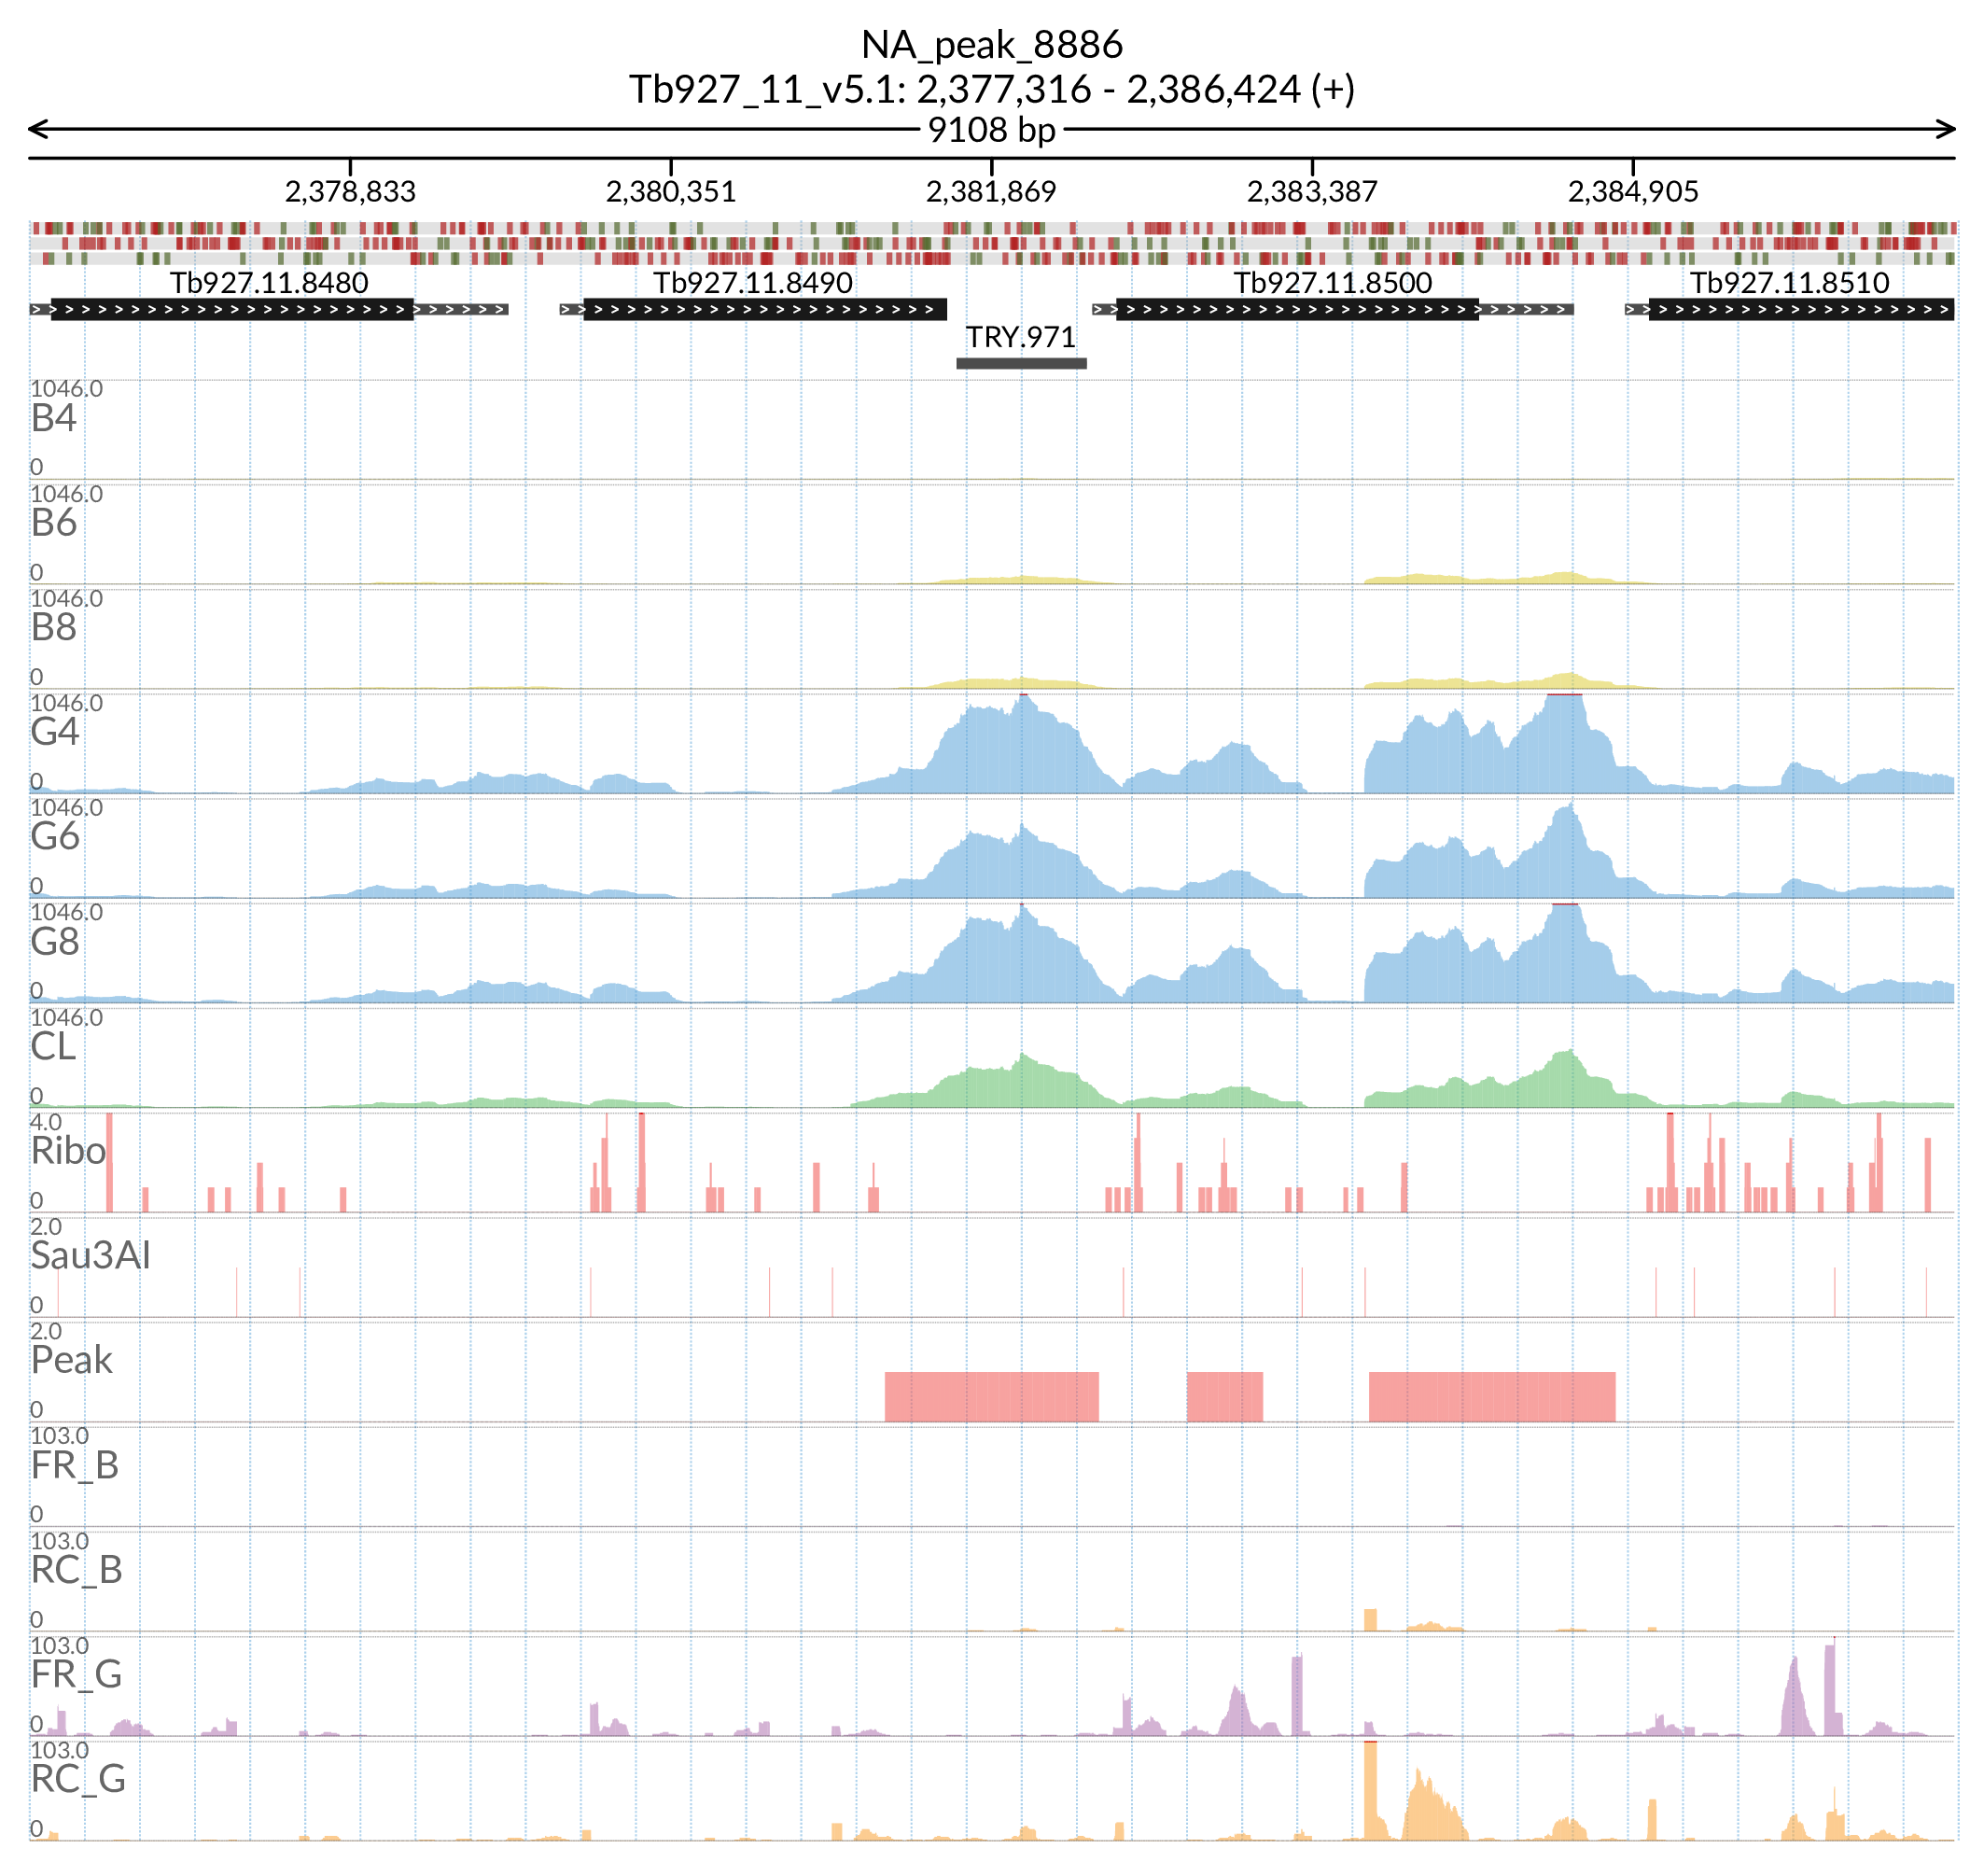 NA_peak_8886
Tb927_11_v5.1: 2,377,316 - 2,386,424 (+)
9108 bp
2,378,833 2,380,351 2,381,869 2,383,387 2,384,905
Tb927.11.8480 Tb927.11.8490 Tb927.11.8500 Tb927.11.8510
TRY.971
1046.0
B4
0
1046.0
B6
0
1046.0
B8
0
1046.0
G4
0
1046.0
G6
0
1046.0
G8
0
1046.0
CL
0
4.0
Ribo
0
2.0
Sau3AI
0
2.0
Peak
0
103.0
FR_B
0
103.0
RC_B
0
103.0
FR_G
0
103.0
RC_G
0